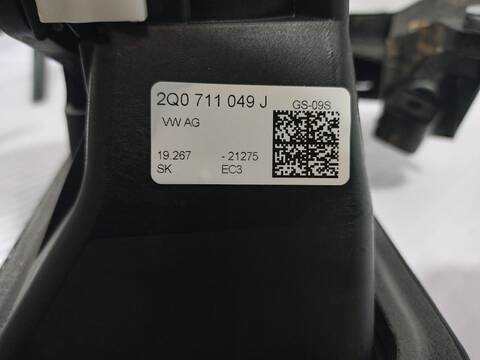 2Q0 711 049 J
GS-09S
VW AG
19.267 - 21275
SK EC3